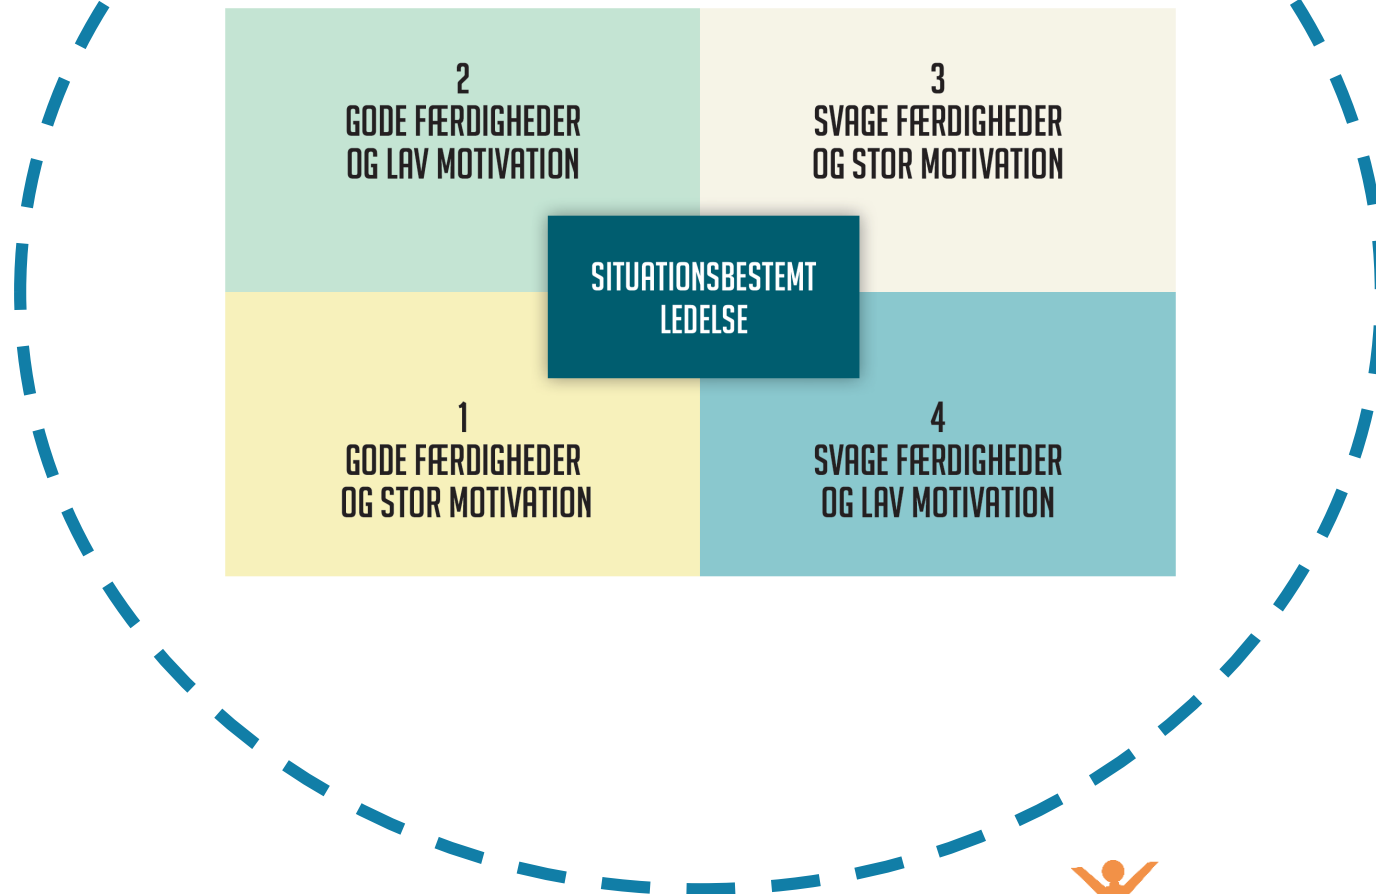 2
GODE FÆRDIGHEDER
OG LAV MOTIVATION
3
SVAGE FÆRDIGHEDER
OG STOR MOTIVATION
SITUATIONSBESTEMT
LEDELSE
1
GODE FÆRDIGHEDER
OG STOR MOTIVATION
4
SVAGE FÆRDIGHEDER
OG LAV MOTIVATION